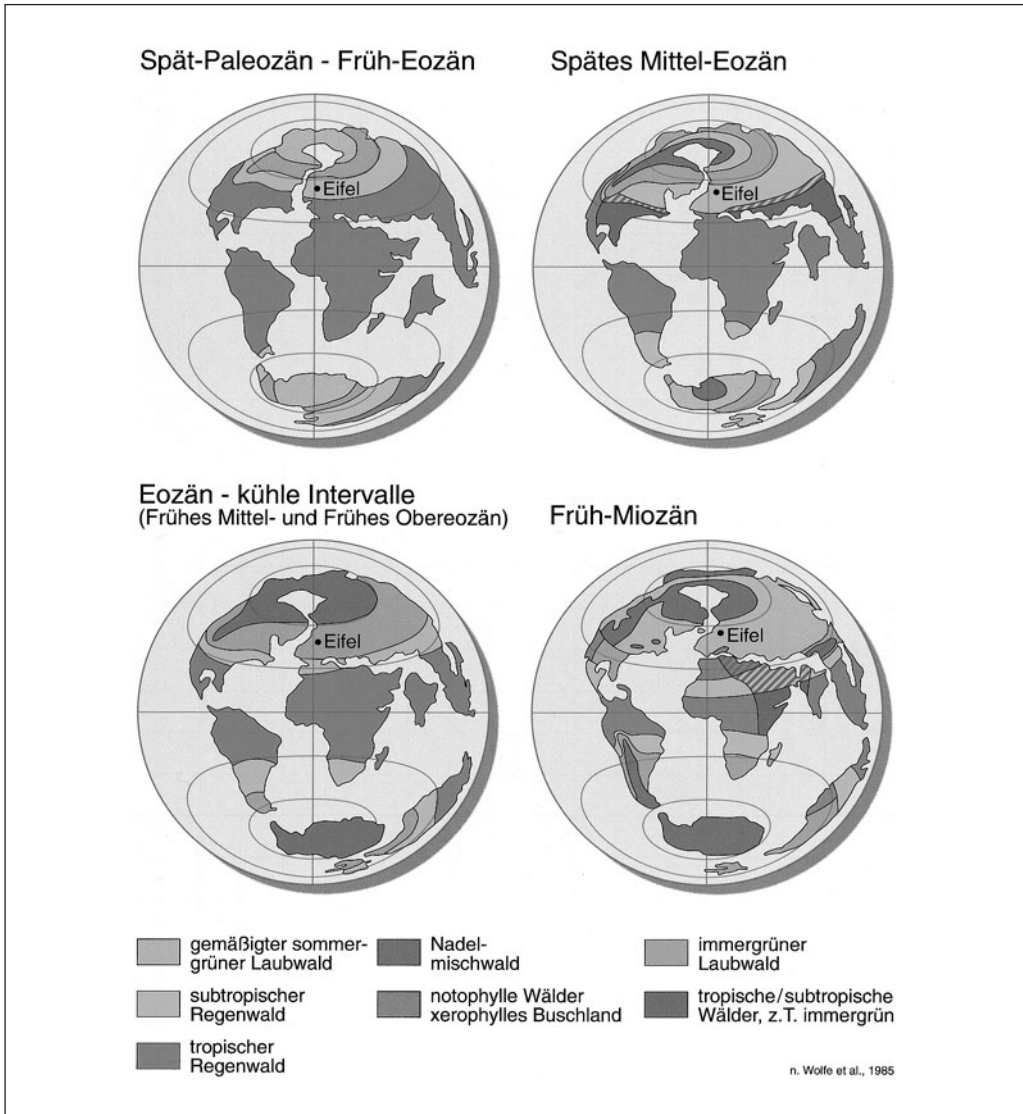 Spät-Paleozän - Früh-Eozän
Eifel
Spätes Mittel-Eozän
Eifel
Eozän - kühle Intervalle
(Frühes Mittel- und Frühes Obereozän)
Eifel
Früh-Miozän
Eifel
gemäßigter sommer-
grüner Laubwald
subtropischer
Regenwald
tropischer
Regenwald
Nadel-
mischwald
notophylle Wälder
xerophylles Buschland
immergrüner
Laubwald
tropische/subtropische
Wälder, z.T. immergrün
n. Wolfe et al., 1985